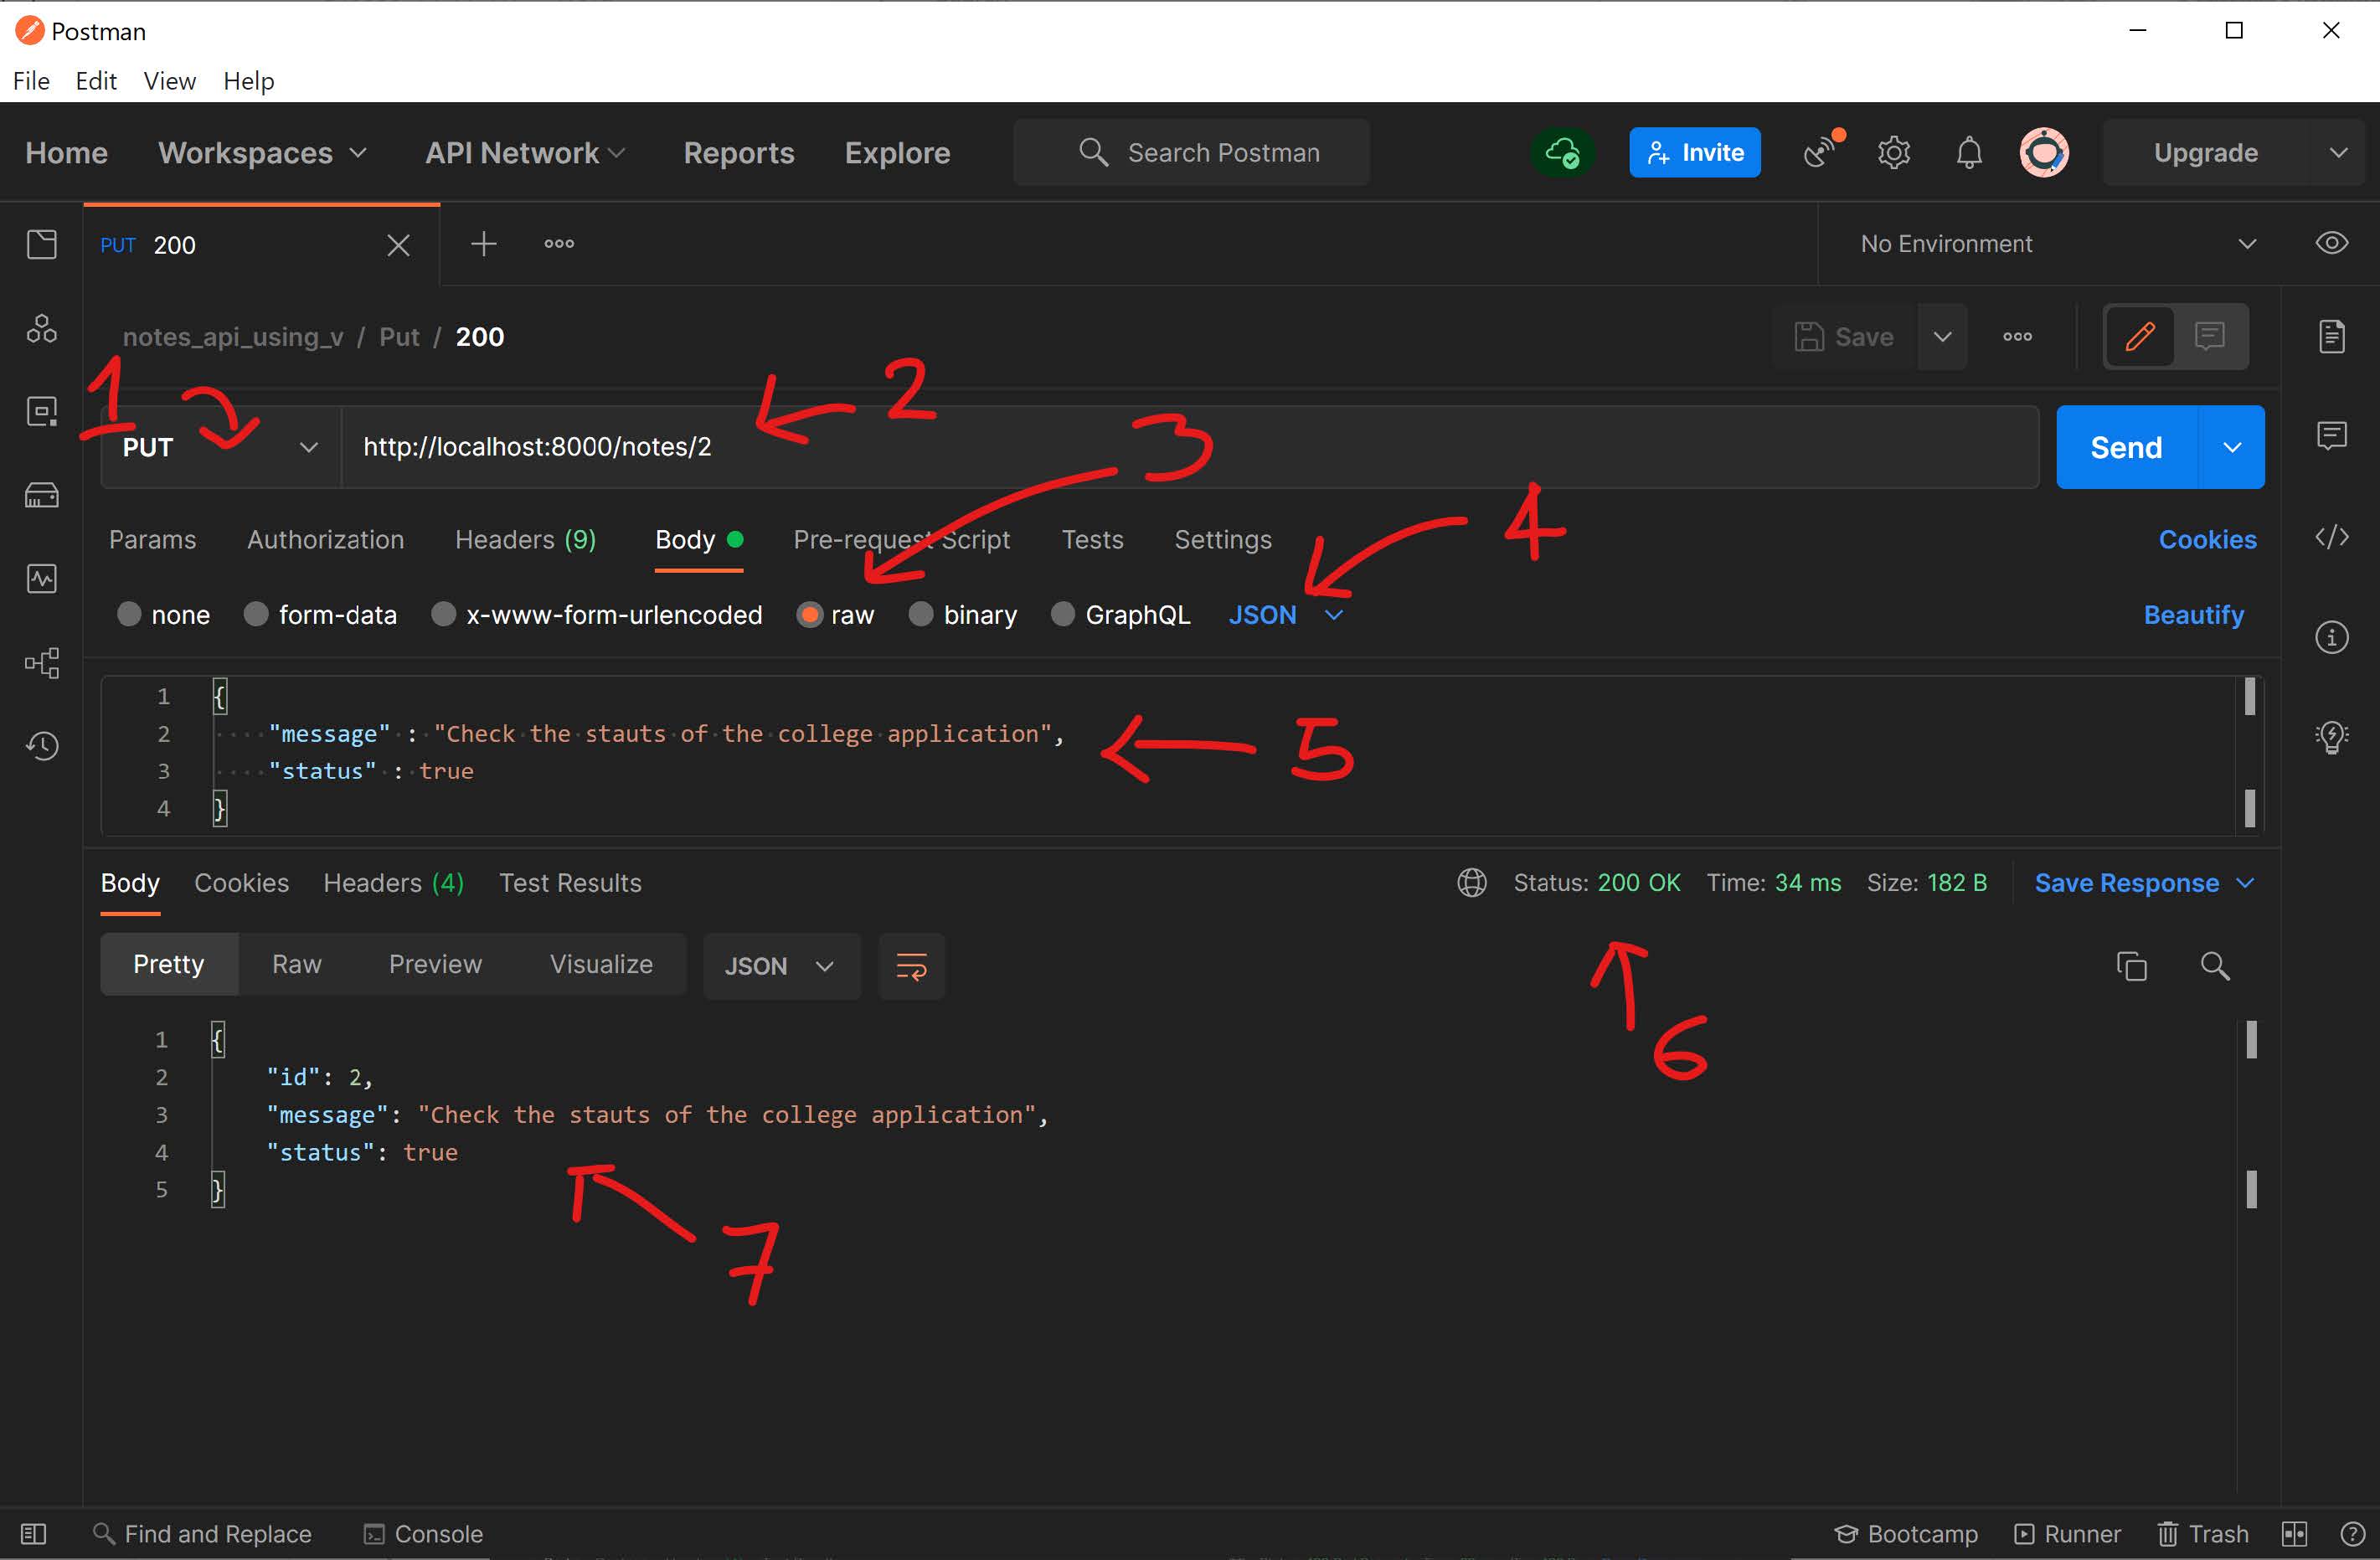 Postman
File Edit View Help
Home Workspaces API Network Reports Explore Search Postman Invite Upgrade
PUT 200 No Environment
notes_api_using_v / Put / 200 Save
1 2
PUT http://localhost:8000/notes/2 Send
3
4
Params Authorization Headers (9) Body Pre-request Script Tests Settings Cookies
none form-data x-www-form-urlencoded raw binary GraphQL JSON Beautify
1 {
2 "message" : "Check the stauts of the college application",
3 "status" : true
4 }
5
Body Cookies Headers (4) Test Results Status: 200 OK Time: 34 ms Size: 182 B Save Response
Pretty Raw Preview Visualize JSON
6
1 {
2 "id": 2,
3 "message": "Check the stauts of the college application",
4 "status": true
5 }
7
Find and Replace Console Bootcamp Runner Trash